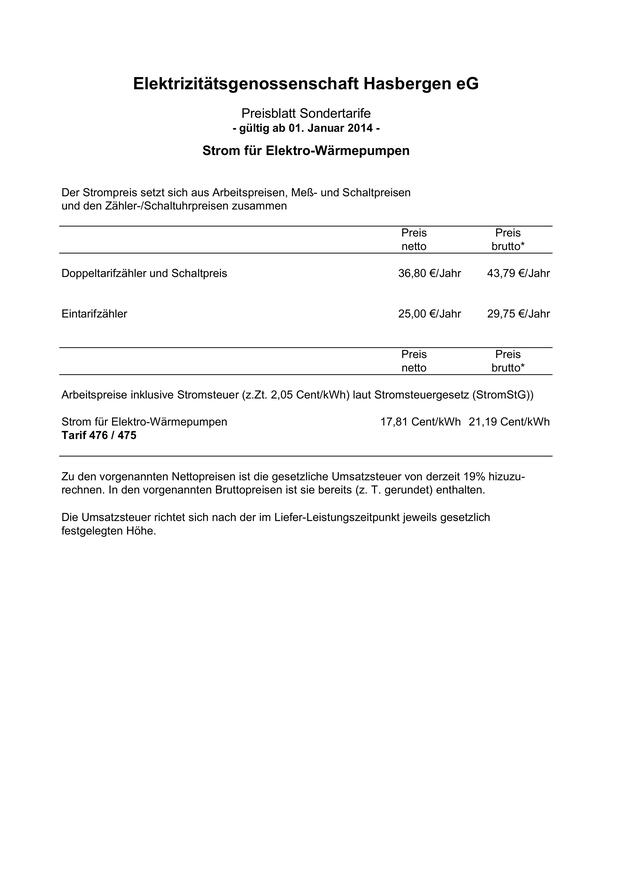 Elektrizitätsgenossenschaft Hasbergen eG
Preisblatt Sondertarife
- gültig ab 01. Januar 2014 -
Strom für Elektro-Wärmepumpen
Der Strompreis setzt sich aus Arbeitspreisen, Meß- und Schaltpreisen
und den Zähler-/Schaltuhrpreisen zusammen
Preis Preis
netto brutto*
Doppeltarifzähler und Schaltpreis 36,80 €/Jahr 43,79 €/Jahr
Eintarifzähler 25,00 €/Jahr 29,75 €/Jahr
Preis Preis
netto brutto*
Arbeitspreise inklusive Stromsteuer (z.Zt. 2,05 Cent/kWh) laut Stromsteuergesetz (StromStG))
Strom für Elektro-Wärmepumpen 17,81 Cent/kWh 21,19 Cent/kWh
Tarif 476 / 475
Zu den vorgenannten Nettopreisen ist die gesetzliche Umsatzsteuer von derzeit 19% hinzuzu-
rechnen. In den vorgenannten Bruttopreisen ist sie bereits (z. T. gerundet) enthalten.
Die Umsatzsteuer richtet sich nach der im Liefer-Leistungszeitpunkt jeweils gesetzlich
festgelegten Höhe.